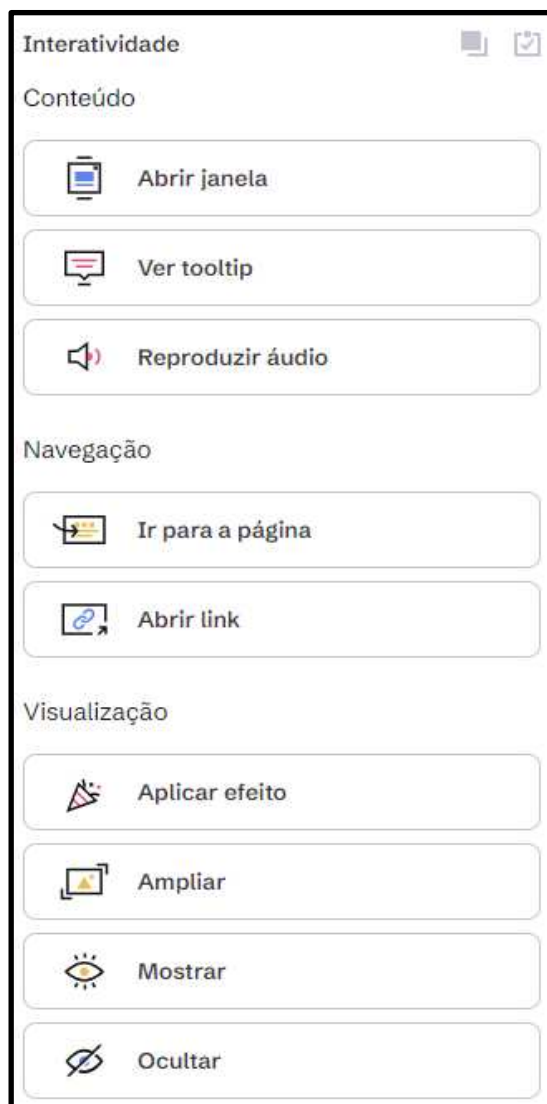 Interatividade
Conteúdo
Abrir janela
Ver tooltip
Reproduzir áudio
Navegação
Ir para a página
Abrir link
Visualização
Aplicar efeito
Ampliar
Mostrar
Ocultar